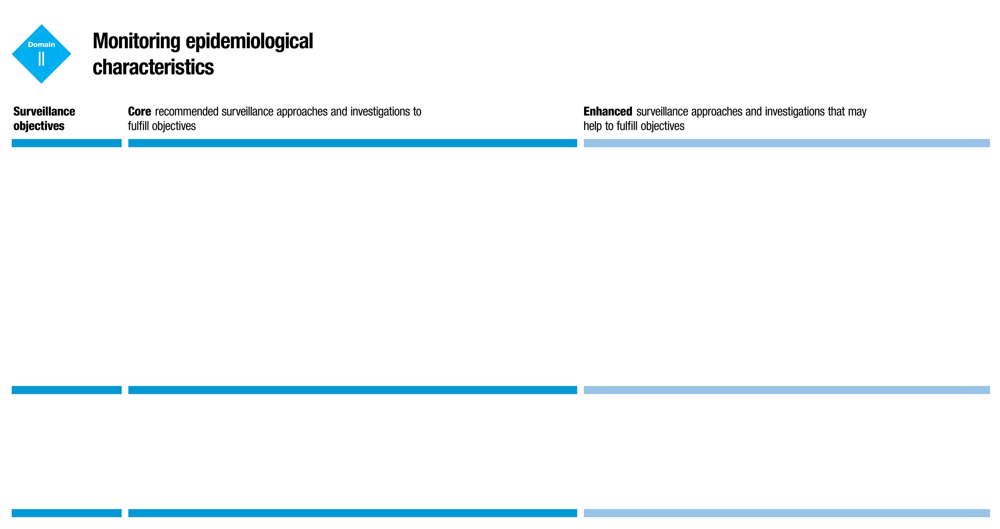 Domain
II
Monitoring epidemiological
characteristics
Surveillance
objectives
Core recommended surveillance approaches and investigations to
fulfill objectives
Enhanced surveillance approaches and investigations that may
help to fulfill objectives